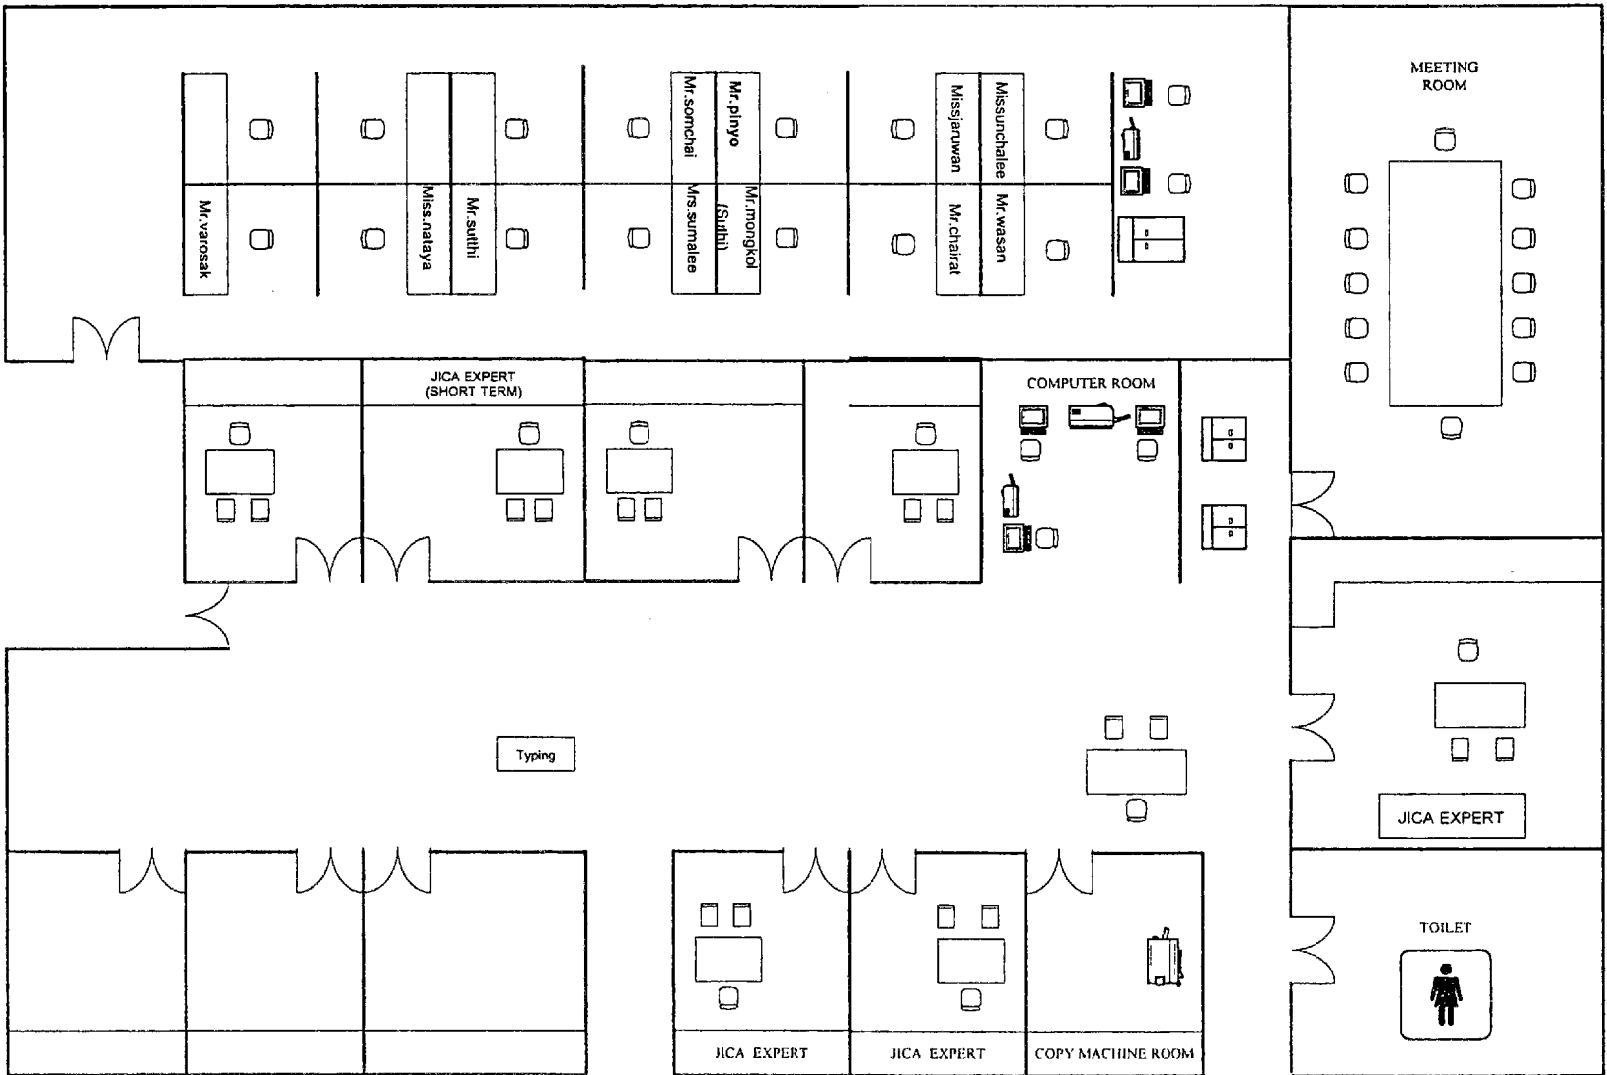 MEETING
ROOM
Mr.somchai
Mr.pinyo
Missjaruwan
Missunchalee
Mr.varosak
Miss.nataya
Mr.sutthi
Mrs.sumalee
Mr.mongkol
(Suthi)
Mr.chairat
Mr.wasan
JICA EXPERT
(SHORT TERM)
COMPUTER ROOM
Typing
JICA EXPERT
TOILET
JICA EXPERT
JICA EXPERT
COPY MACHINE ROOM